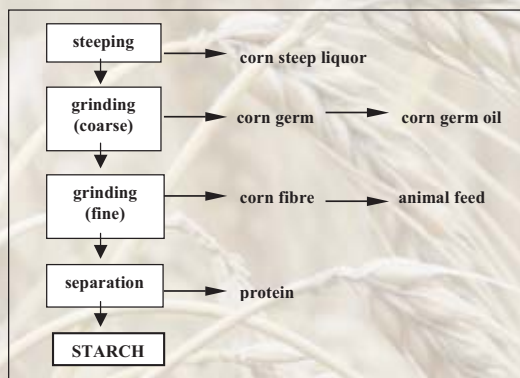 steeping
corn steep liquor
grinding
(coarse)
corn germ
corn germ oil
grinding
(fine)
corn fibre
animal feed
separation
protein
STARCH